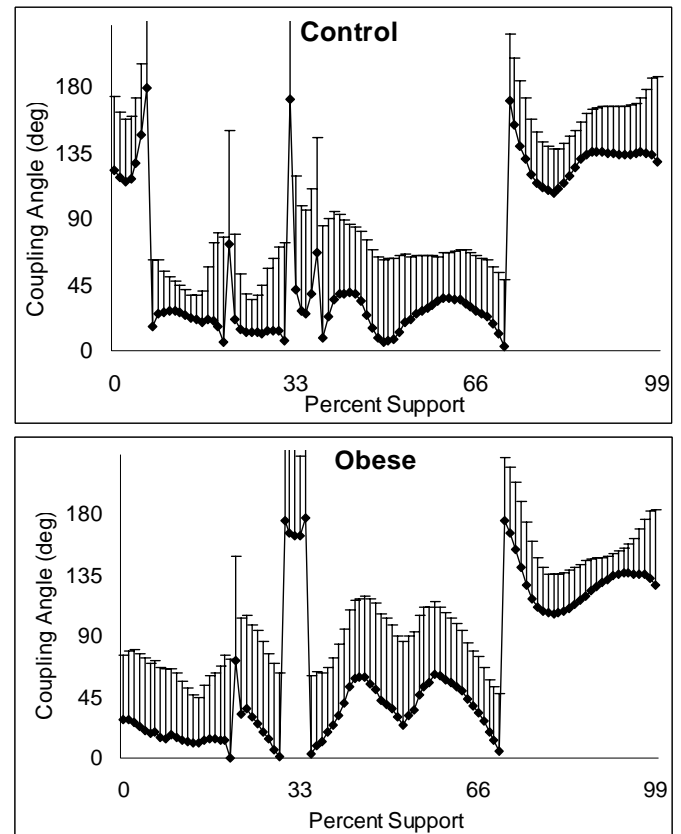 Control
Coupling Angle (deg)
180
135
90
45
0
0 33 66 99
Percent Support
Obese
Coupling Angle (deg)
180
135
90
45
0
0 33 66 99
Percent Support